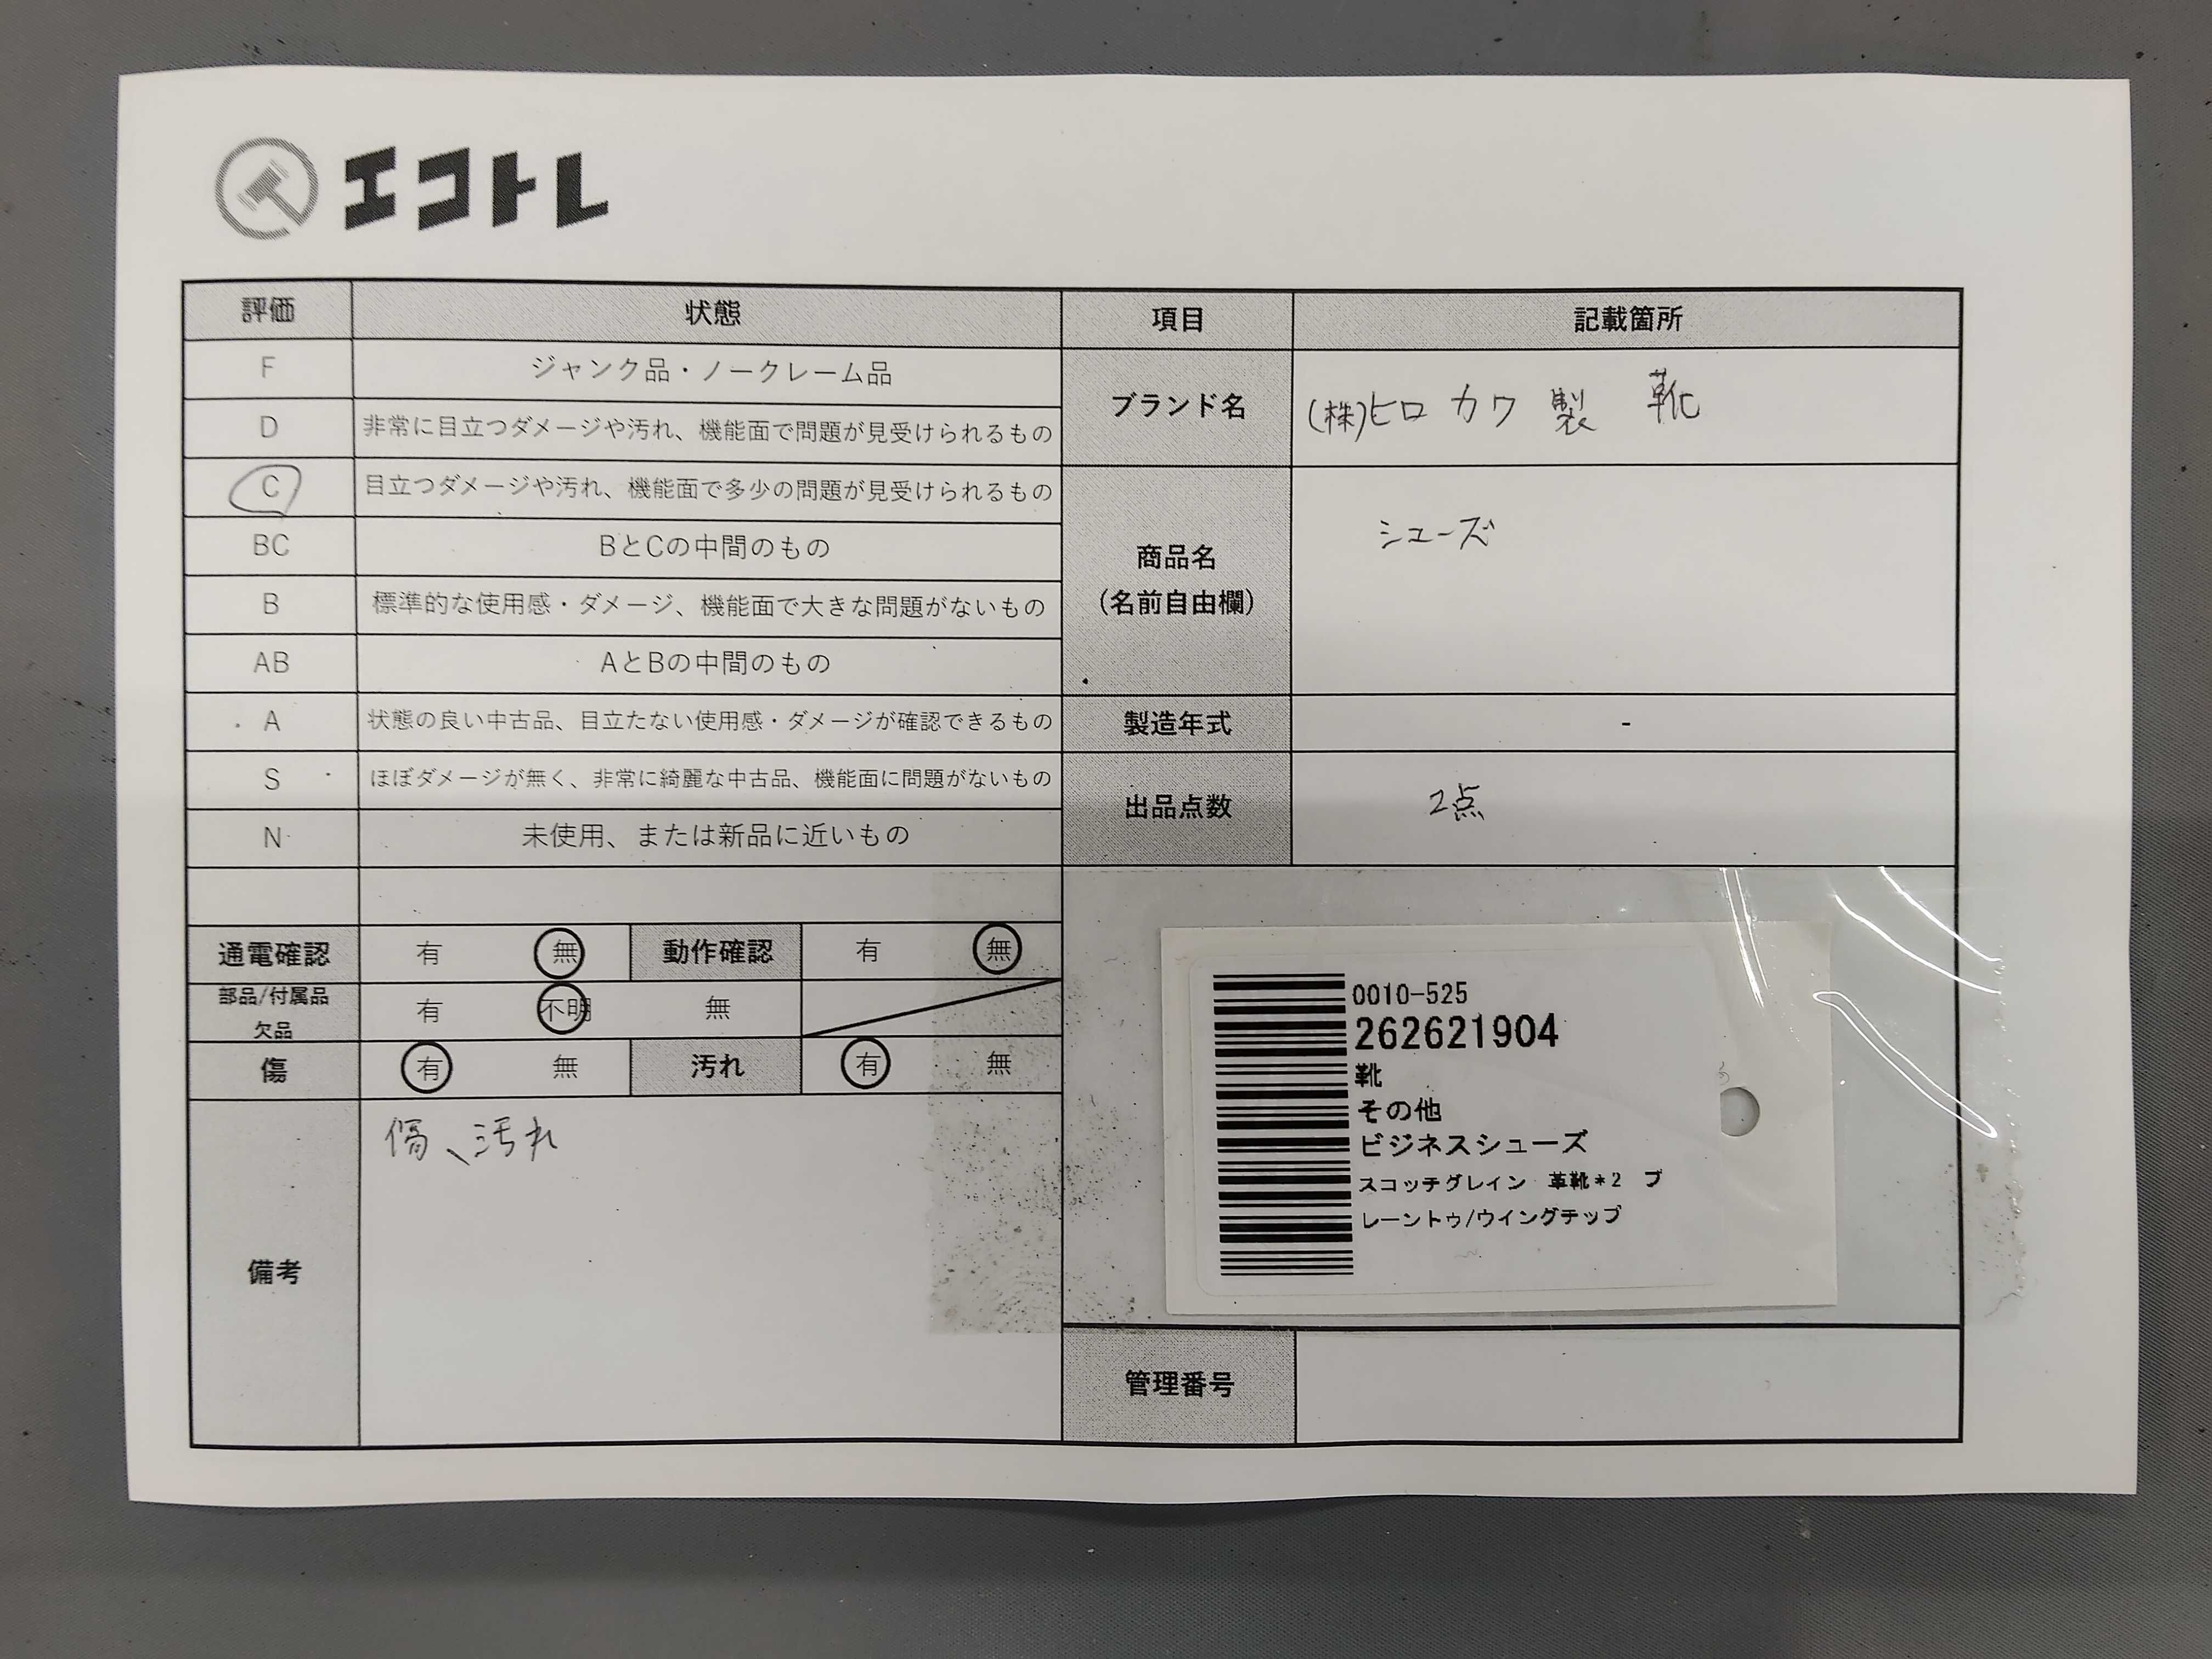 エコトレ
評価 状態 項目 記載箇所
F ジャンク品・ノークレーム品
D 非常に目立つダメージや汚れ、機能面で問題が見受けられるもの
C 目立つダメージや汚れ、機能面で多少の問題が見受けられるもの
BC BとCの中間のもの
B 標準的な使用感・ダメージ、機能面で大きな問題がないもの
AB AとBの中間のもの
A 状態の良い中古品、目立たない使用感・ダメージが確認できるもの
S ほぼダメージが無く、非常に綺麗な中古品、機能面に問題がないもの
N 未使用、または新品に近いもの
ブランド名 (株)ヒロカワ製 靴
商品名
(名前自由欄)
シューズ
製造年式 -
出品点数 2点
通電確認 有 無 動作確認 有 無
部品/付属品
欠品
有 不明 無
傷 有 無 汚れ 有 無
備考
傷、汚れ
0010-525
262621904
靴
その他
ビジネスシューズ
スコッチグレイン 革靴*2 プ
レーントゥ/ウイングチップ
管理番号